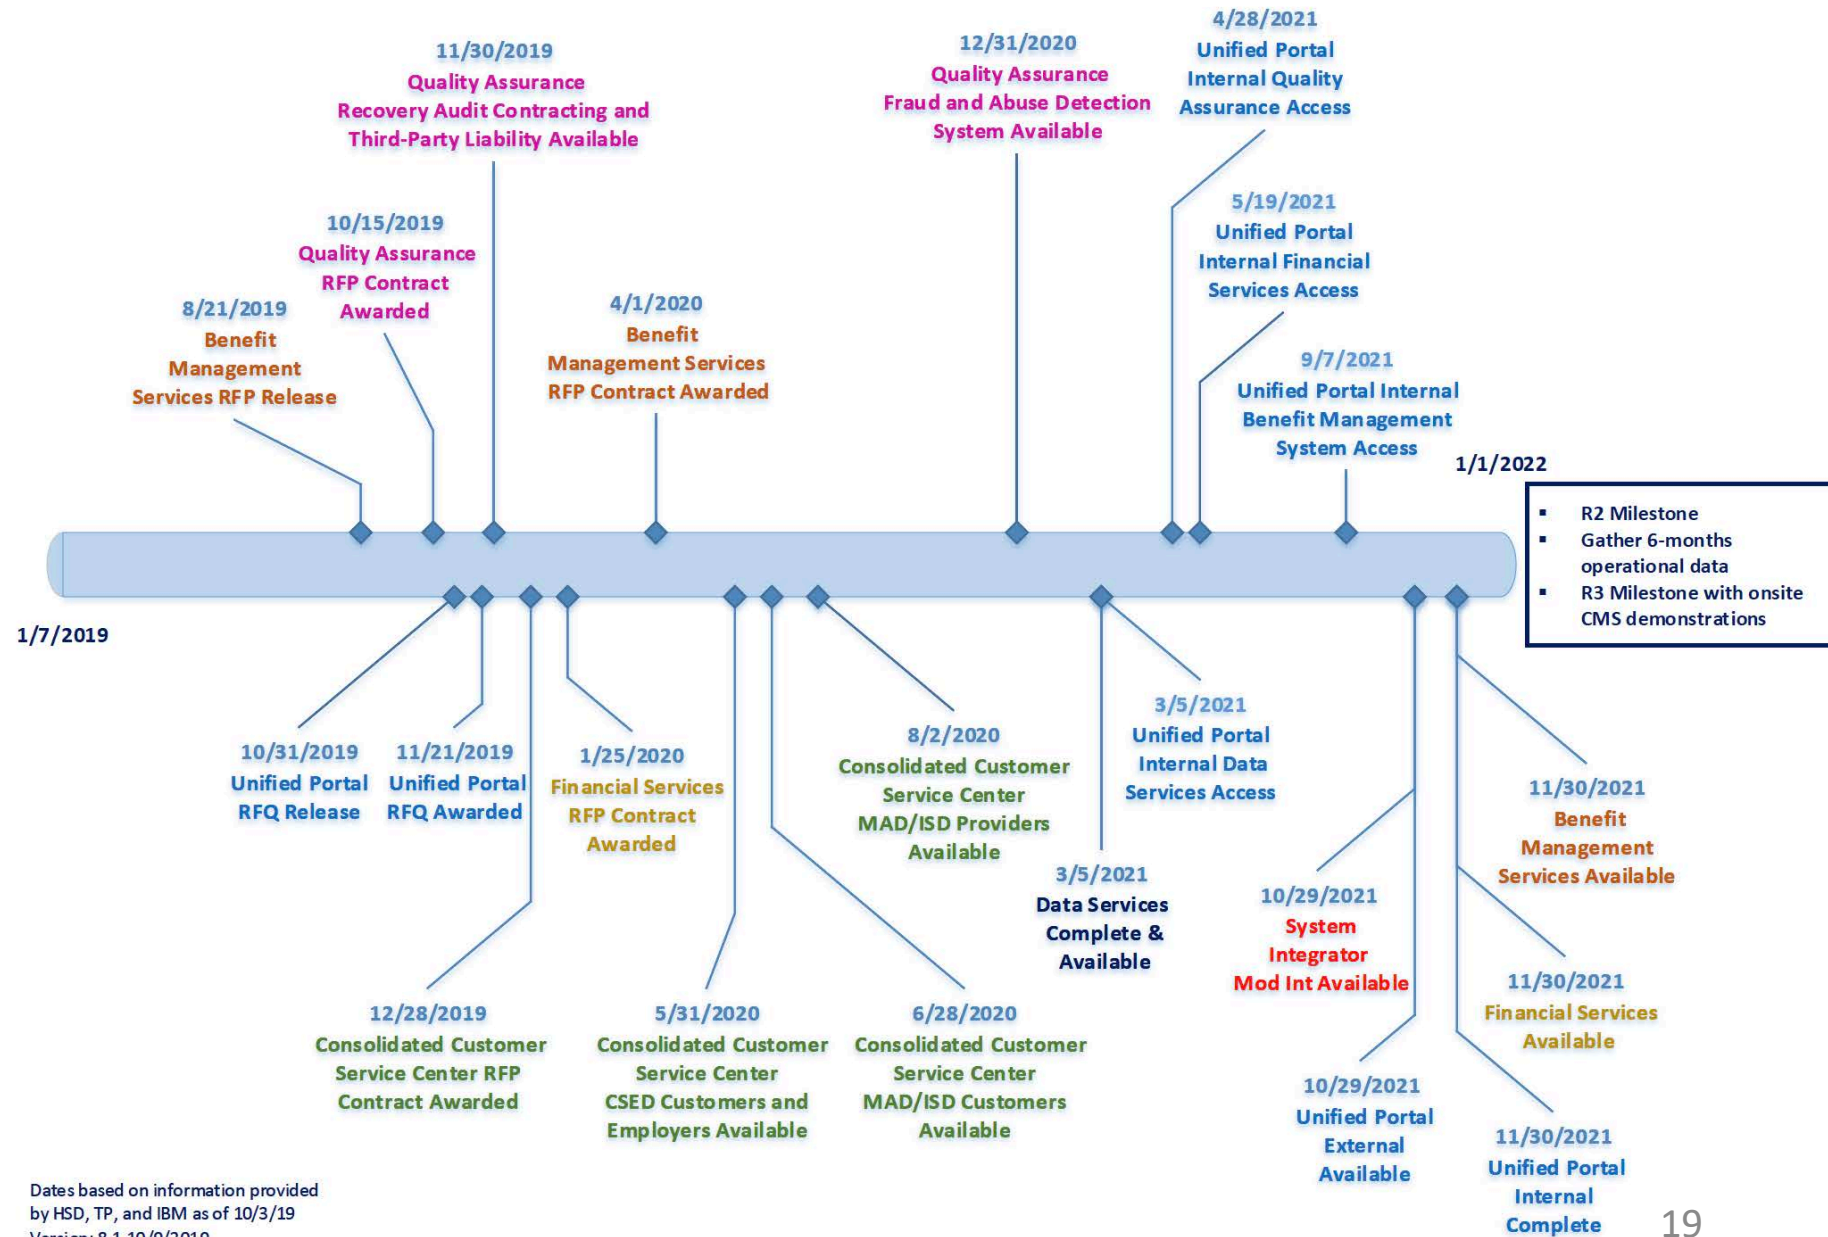 4/28/2021
Unified Portal
Internal Quality
Assurance Access
11/30/2019
Quality Assurance
Recovery Audit Contracting and
Third-Party Liability Available
12/31/2020
Quality Assurance
Fraud and Abuse Detection
System Available
5/19/2021
Unified Portal
Internal Financial
Services Access
10/15/2019
Quality Assurance
RFP Contract
Awarded
8/21/2019
Benefit
Management
Services RFP Release
4/1/2020
Benefit
Management Services
RFP Contract Awarded
9/7/2021
Unified Portal Internal
Benefit Management
System Access
1/1/2022
▪ R2 Milestone
▪ Gather 6-months
operational data
▪ R3 Milestone with onsite
CMS demonstrations
1/7/2019
10/31/2019
Unified Portal
RFQ Release
11/21/2019
Unified Portal
RFQ Awarded
1/25/2020
Financial Services
RFP Contract
Awarded
8/2/2020
Consolidated Customer
Service Center
MAD/ISD Providers
Available
3/5/2021
Unified Portal
Internal Data
Services Access
11/30/2021
Benefit
Management
Services Available
3/5/2021
Data Services
Complete &
Available
10/29/2021
System
Integrator
Mod Int Available
11/30/2021
Financial Services
Available
12/28/2019
Consolidated Customer
Service Center RFP
Contract Awarded
5/31/2020
Consolidated Customer
Service Center
CSED Customers and
Employers Available
6/28/2020
Consolidated Customer
Service Center
MAD/ISD Customers
Available
10/29/2021
Unified Portal
External
Available
11/30/2021
Unified Portal
Internal
Complete
Dates based on information provided
by HSD, TP, and IBM as of 10/3/19
19